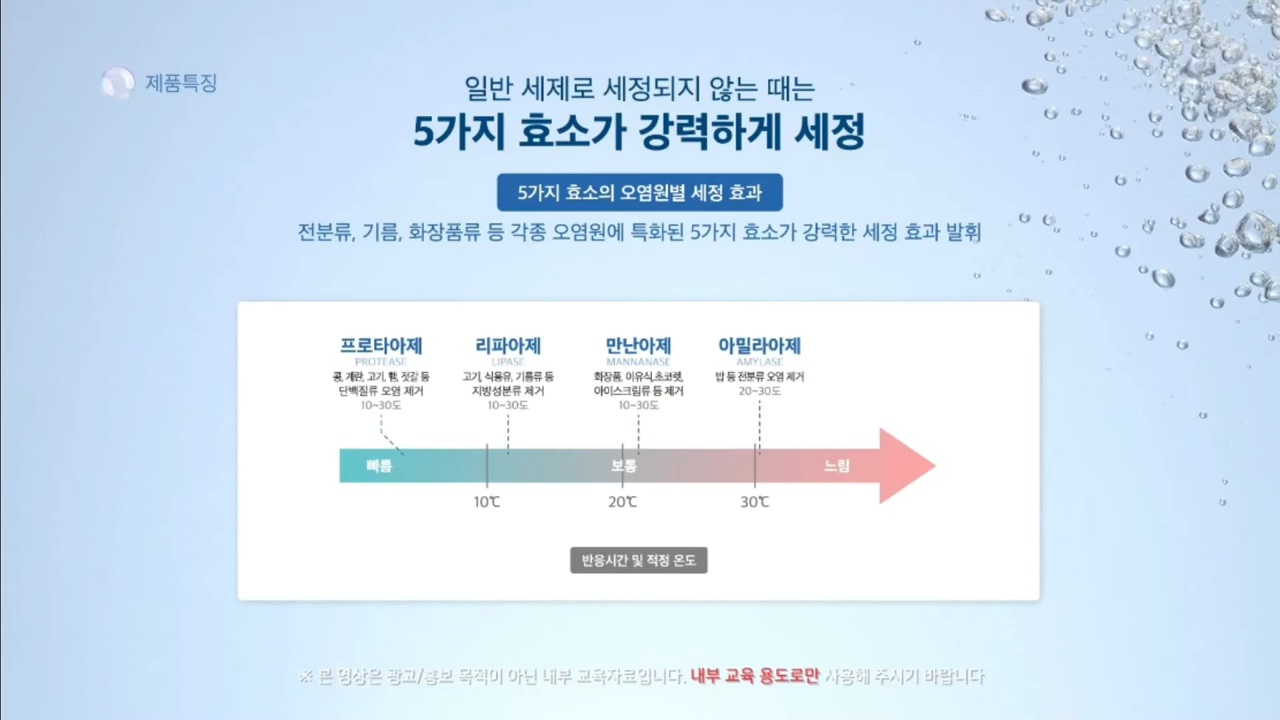 제품특징
일반 세제로 세정되지 않는 때는
5가지 효소가 강력하게 세정
5가지 효소의 오염원별 세정 효과
전분류, 기름, 화장품류 등 각종 오염원에 특화된 5가지 효소가 강력한 세정 효과 발휘
프로타아제
PROTEASE
콩, 계란, 고기, 햄, 젓갈 등
단백질류 오염 제거
10~30도
리파아제
LIPASE
고기, 식용유, 기름류 등
지방성분류 제거
10~30도
만난아제
MANNANASE
화장품, 이유식,초코렛,
아이스크림류 등 제거
10~30도
아밀라아제
AMYLASE
밥 등 전분류 오염 제거
20~30도
빠름 보통 느림
10℃ 20℃ 30℃
반응시간 및 적정 온도
※ 본 영상은 광고/홍보 목적이 아닌 내부 교육자료입니다. 내부 교육 용도로만 사용해 주시기 바랍니다